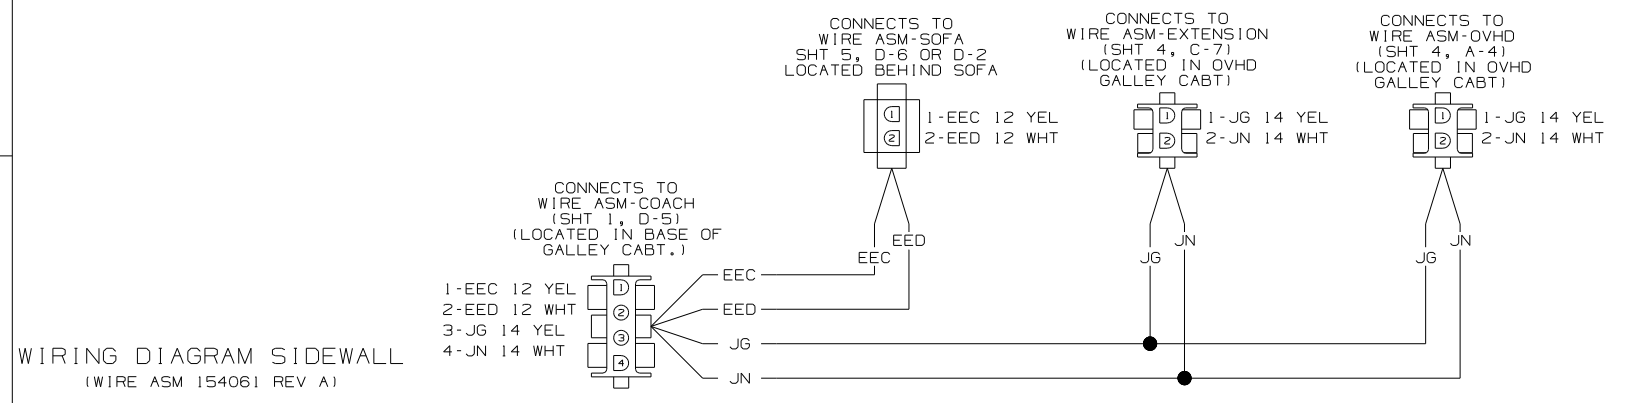 CONNECTS TO
WIRE ASM-SOFA
SHT 5, D-6 OR D-2
LOCATED BEHIND SOFA
1
2
1-EEC 12 YEL
2-EED 12 WHT
CONNECTS TO
WIRE ASM-EXTENSION
(SHT 4, C-7)
(LOCATED IN OVHD
GALLEY CABT)
1
2
1-JG 14 YEL
2-JN 14 WHT
CONNECTS TO
WIRE ASM-OVHD
(SHT 4, A-4)
(LOCATED IN OVHD
GALLEY CABT)
1
2
1-JG 14 YEL
2-JN 14 WHT
CONNECTS TO
WIRE ASM-COACH
(SHT 1, D-5)
(LOCATED IN BASE OF
GALLEY CABT.)
1-EEC 12 YEL
2-EED 12 WHT
3-JG 14 YEL
4-JN 14 WHT
1
2
3
4
EED
EEC
JN
JG
JN
JG
EEC
EED
JG
JN
WIRING DIAGRAM SIDEWALL
(WIRE ASM 154061 REV A)